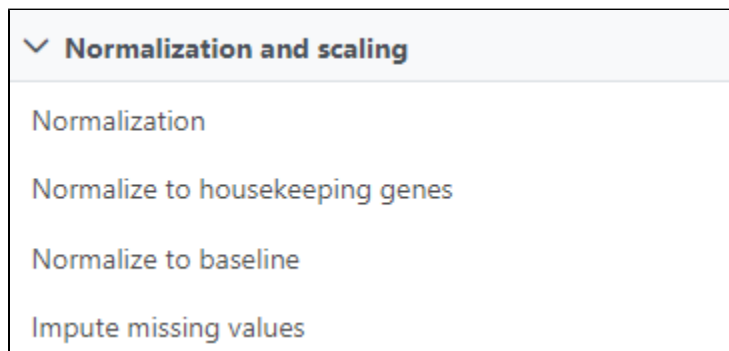 Normalization and scaling
Normalization
Normalize to housekeeping genes
Normalize to baseline
Impute missing values